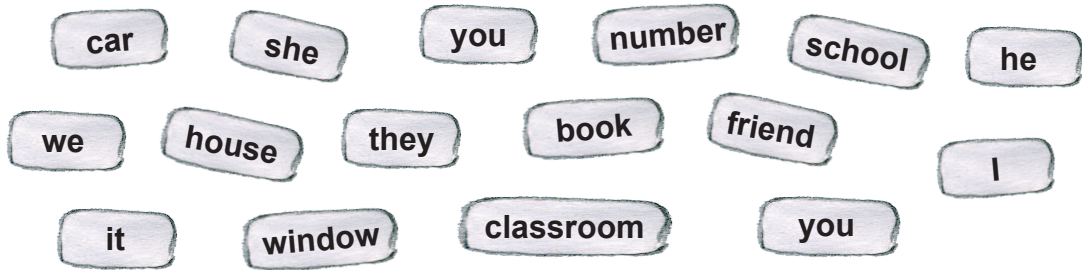 car she you number school he
we house they book friend I
it window classroom you